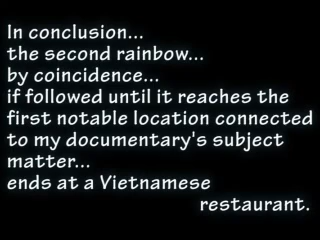 In conclusion...
the second rainbow...
by coincidence...
if followed until it reaches the
first notable location connected
to my documentary's subject
matter...
ends at a Vietnamese
restaurant.